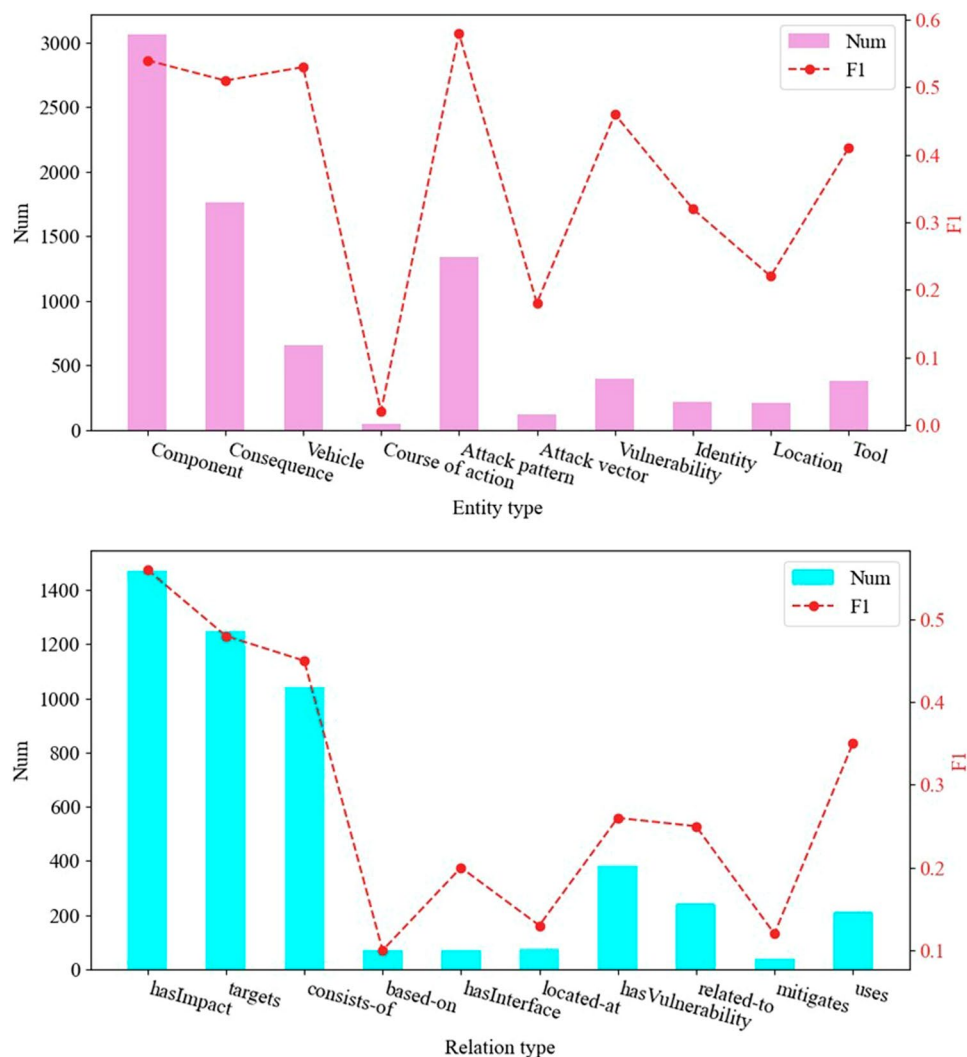 3000
2500
2000
1500
1000
500
0
Num
0.6
0.5
0.4
0.3
0.2
0.1
0.0
F1
Num
F1
Component
Consequence
Vehicle
Course of action
Attack pattern
Attack vector
Vulnerability
Identity
Location
Tool
Entity type
1400
1200
1000
800
600
400
200
0
Num
0.5
0.4
0.3
0.2
0.1
F1
Num
F1
hasImpact
targets
consists-of
based-on
hasInterface
located-at
hasVulnerability
related-to
mitigates
uses
Relation type